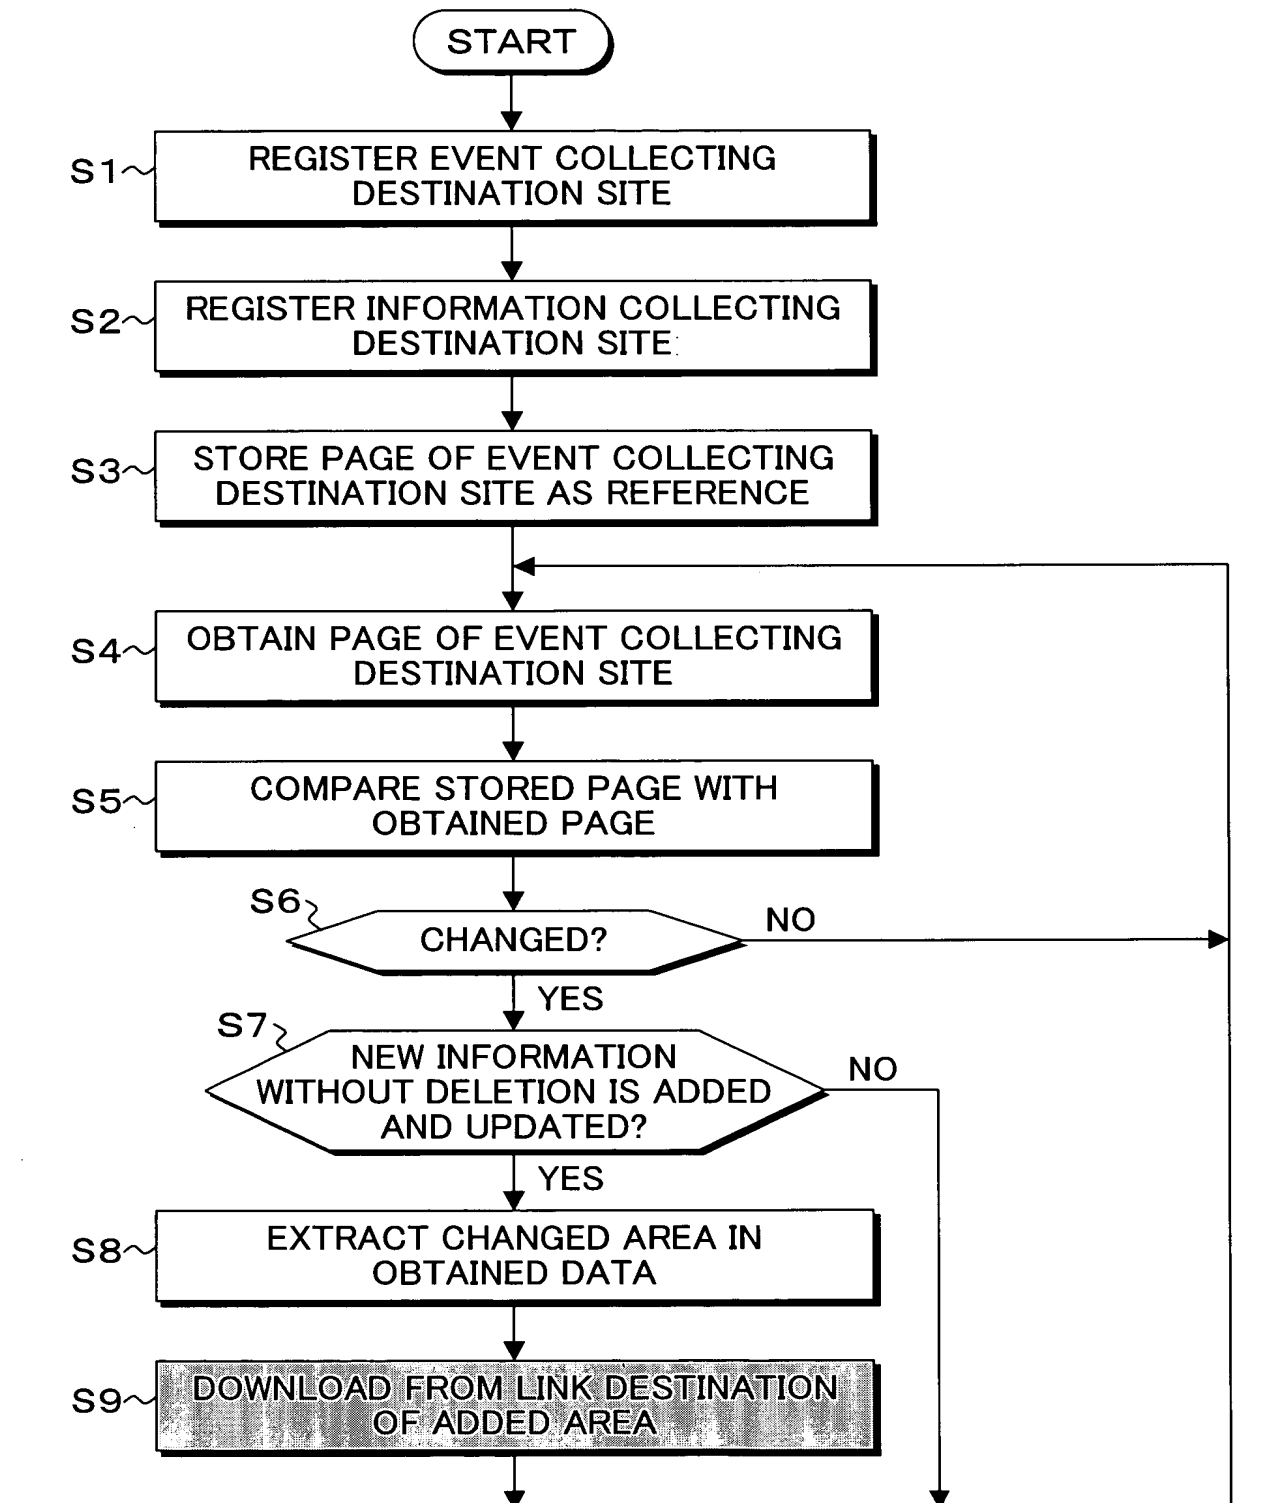 START
S1
REGISTER EVENT COLLECTING
DESTINATION SITE
S2
REGISTER INFORMATION COLLECTING
DESTINATION SITE
S3
STORE PAGE OF EVENT COLLECTING
DESTINATION SITE AS REFERENCE
S4
OBTAIN PAGE OF EVENT COLLECTING
DESTINATION SITE
S5
COMPARE STORED PAGE WITH
OBTAINED PAGE
S6
CHANGED?
NO
YES
S7
NEW INFORMATION
WITHOUT DELETION IS ADDED
AND UPDATED?
NO
YES
S8
EXTRACT CHANGED AREA IN
OBTAINED DATA
S9
DOWNLOAD FROM LINK DESTINATION
OF ADDED AREA